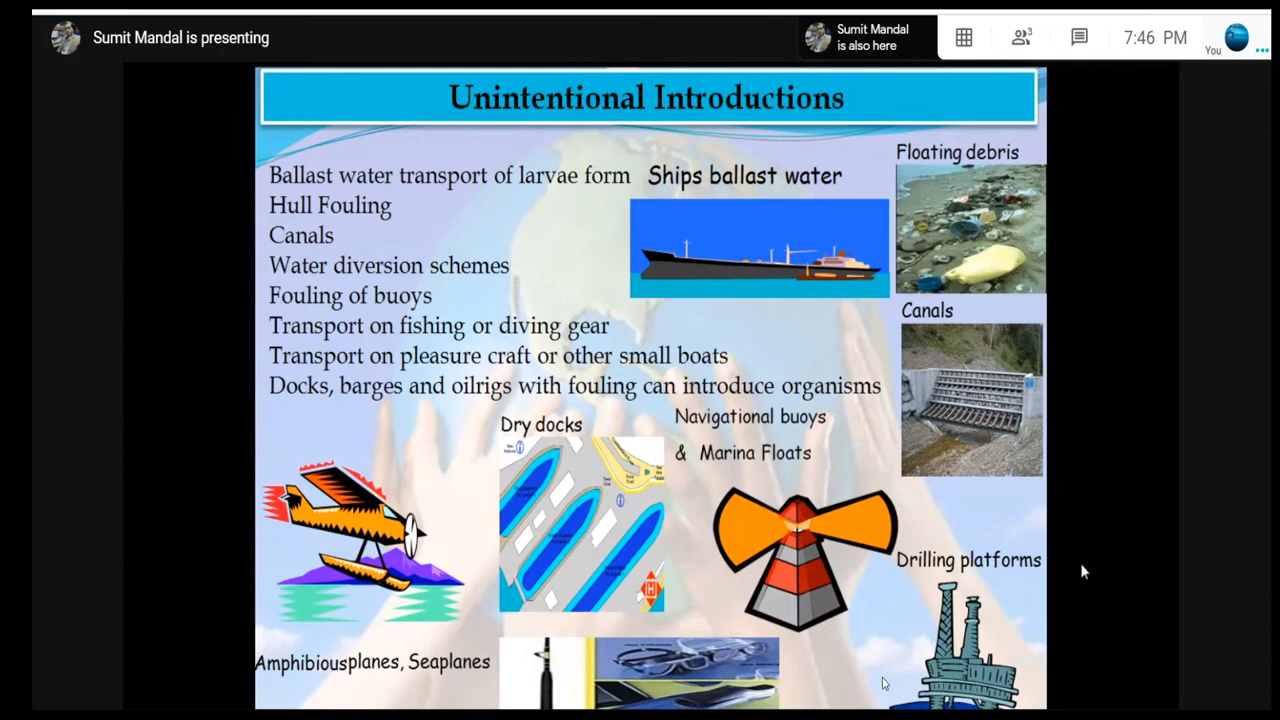 Sumit Mandal is presenting
Sumit Mandal
is also here
3
7:46 PM
You
Unintentional Introductions
Ballast water transport of larvae form
Hull Fouling
Canals
Water diversion schemes
Fouling of buoys
Transport on fishing or diving gear
Transport on pleasure craft or other small boats
Docks, barges and oilrigs with fouling can introduce organisms
Ships ballast water
Floating debris
Canals
Dry docks
Navigational buoys
& Marina Floats
Drilling platforms
Amphibiousplanes, Seaplanes
H